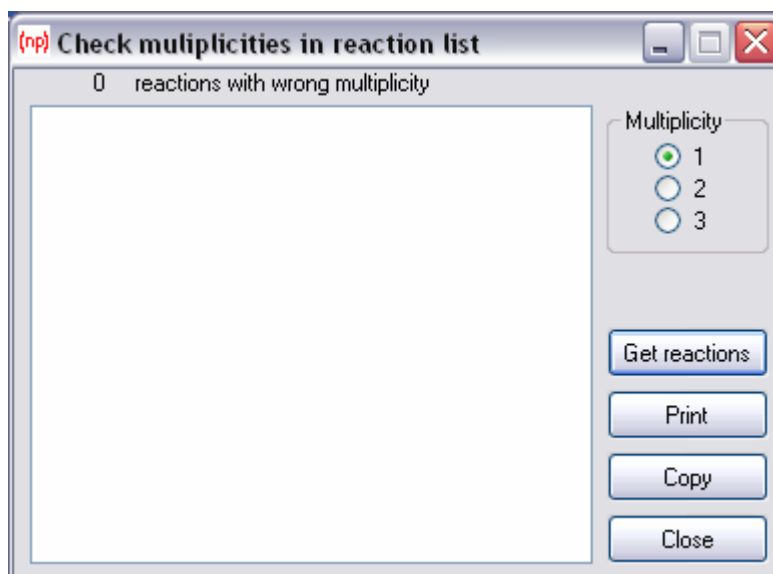 (np) Check muliplicities in reaction list
0 reactions with wrong multiplicity
Multiplicity
1
2
3
Get reactions
Print
Copy
Close